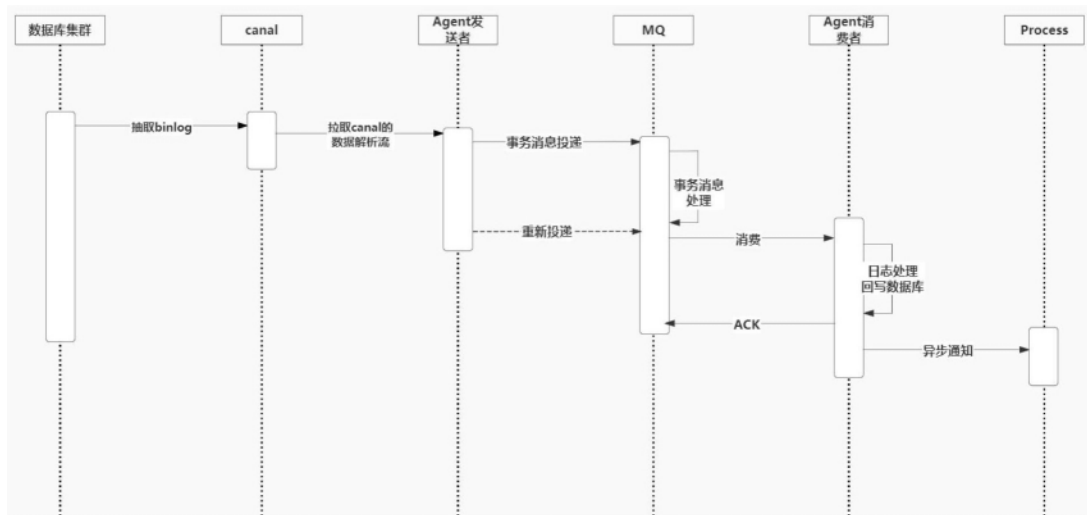 数据库集群
canal
Agent发
送者
MQ
Agent消
费者
Process
抽取binlog
拉取canal的
数据解析流
事务消息投递
事务消息
处理
重新投递
消费
日志处理
回写数据库
ACK
异步通知